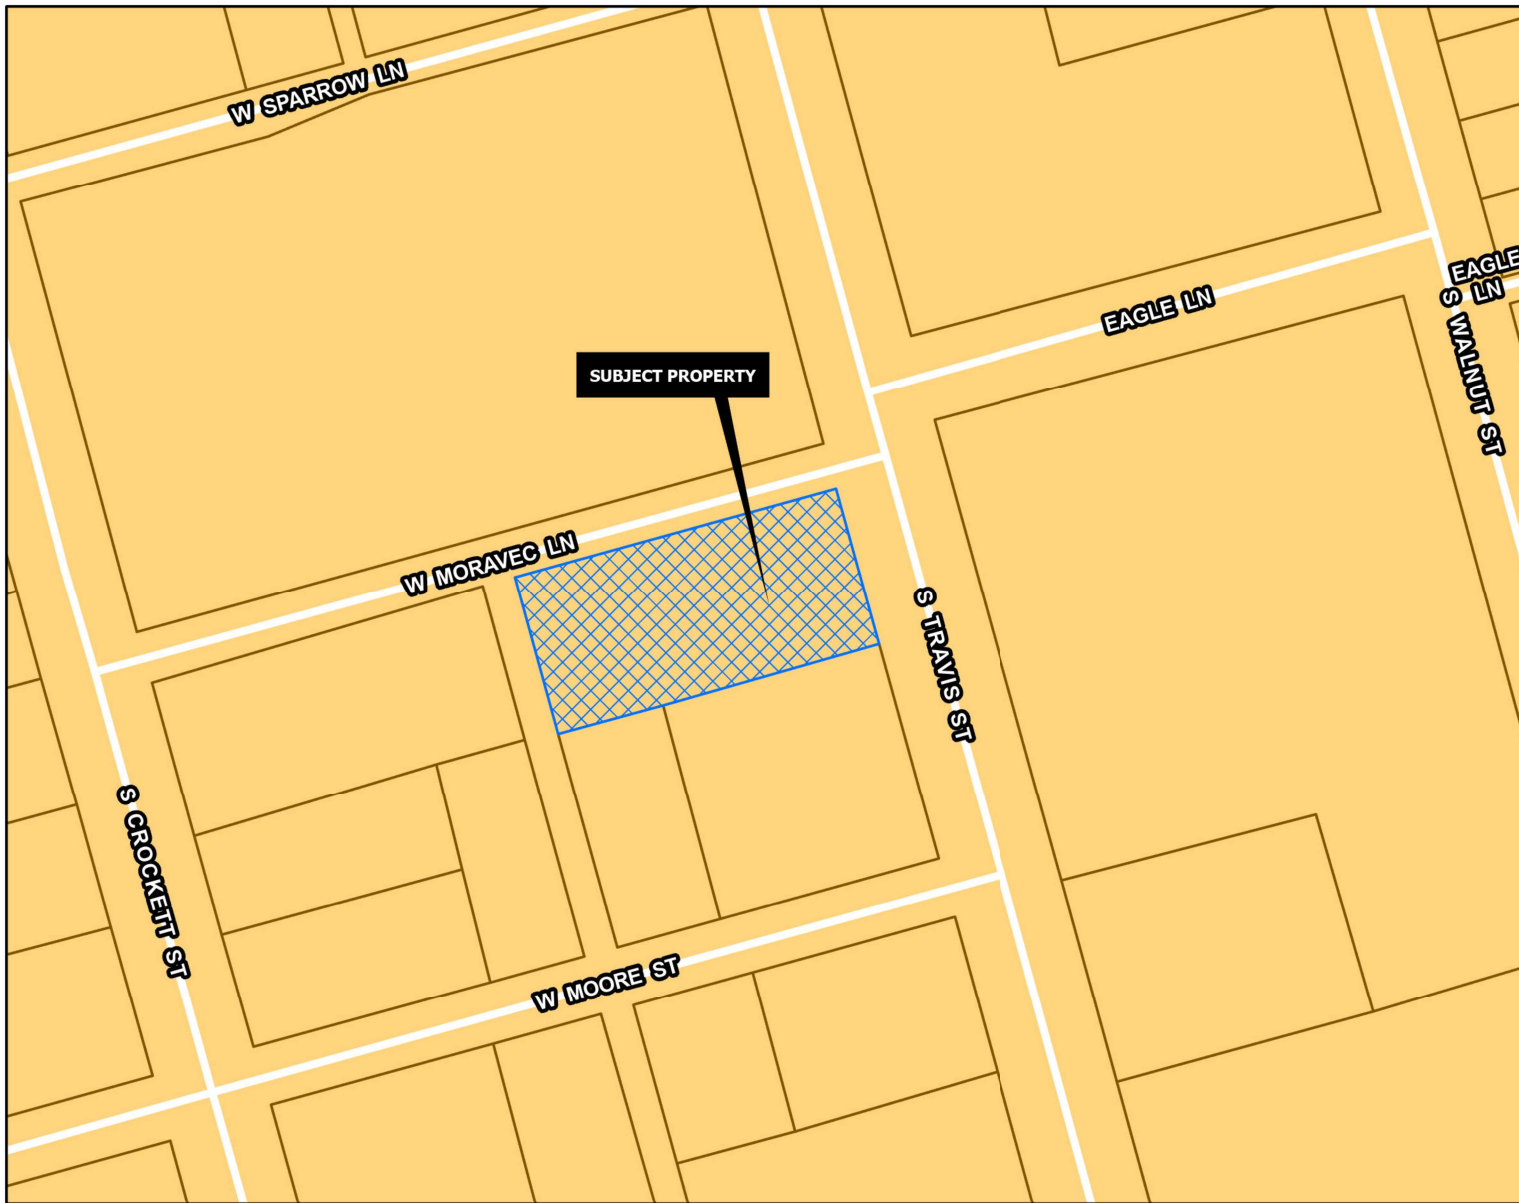 W SPARROW LN
EAGLE
LN
EAGLE LN
S WALNUT ST
SUBJECT PROPERTY
W MORAVEC LN
S TRAVIS ST
S CROCKETT ST
W MOORE ST